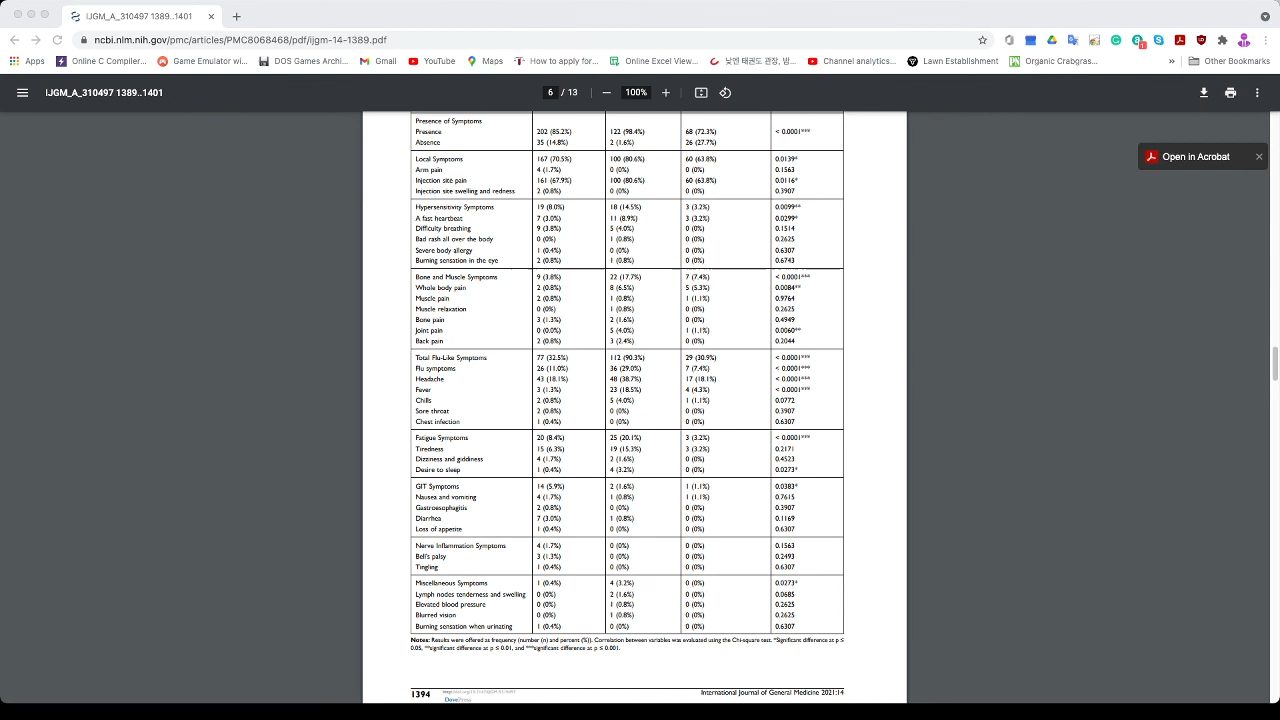 IJGM_A_310497 1389..1401
ncbi.nlm.nih.gov/pmc/articles/PMC8068468/pdf/ijgm-14-1389.pdf
Apps Online C Compiler... Game Emulator wi... DOS Games Archi... Gmail YouTube Maps How to apply for... Online Excel View... 낮엔 태권도 관장, 밤... Channel analytics... Lawn Establishment Organic Crabgras... » Other Bookmarks
IJGM_A_310497 1389..1401 6 / 13 100%
Open in Acrobat
Presence of Symptoms
Presence 202 (85.2%) 122 (98.4%) 68 (72.3%) < 0.0001***
Absence 35 (14.8%) 2 (1.6%) 26 (27.7%)
Local Symptoms 167 (70.5%) 100 (80.6%) 60 (63.8%) 0.0139*
Arm pain 4 (1.7%) 0 (0%) 0 (0%) 0.1563
Injection site pain 161 (67.9%) 100 (80.6%) 60 (63.8%) 0.0116*
Injection site swelling and redness 2 (0.8%) 0 (0%) 0 (0%) 0.3907
Hypersensitivity Symptoms 19 (8.0%) 18 (14.5%) 3 (3.2%) 0.0099**
A fast heartbeat 7 (3.0%) 11 (8.9%) 3 (3.2%) 0.0299*
Difficulty breathing 9 (3.8%) 5 (4.0%) 0 (0%) 0.1514
Bad rash all over the body 0 (0%) 1 (0.8%) 0 (0%) 0.2625
Severe body allergy 1 (0.4%) 0 (0%) 0 (0%) 0.6307
Burning sensation in the eye 2 (0.8%) 1 (0.8%) 0 (0%) 0.6743
Bone and Muscle Symptoms 9 (3.8%) 22 (17.7%) 7 (7.4%) < 0.0001***
Whole body pain 2 (0.8%) 8 (6.5%) 5 (5.3%) 0.0084**
Muscle pain 2 (0.8%) 1 (0.8%) 1 (1.1%) 0.9764
Muscle relaxation 0 (0%) 1 (0.8%) 0 (0%) 0.2625
Bone pain 3 (1.3%) 2 (1.6%) 0 (0%) 0.4949
Joint pain 0 (0.0%) 5 (4.0%) 1 (1.1%) 0.0060**
Back pain 2 (0.8%) 3 (2.4%) 0 (0%) 0.2044
Total Flu-Like Symptoms 77 (32.5%) 112 (90.3%) 29 (30.9%) < 0.0001***
Flu symptoms 26 (11.0%) 36 (29.0%) 7 (7.4%) < 0.0001***
Headache 43 (18.1%) 48 (38.7%) 17 (18.1%) < 0.0001***
Fever 3 (1.3%) 23 (18.5%) 4 (4.3%) < 0.0001***
Chills 2 (0.8%) 5 (4.0%) 1 (1.1%) 0.0772
Sore throat 2 (0.8%) 0 (0%) 0 (0%) 0.3907
Chest infection 1 (0.4%) 0 (0%) 0 (0%) 0.6307
Fatigue Symptoms 20 (8.4%) 25 (20.1%) 3 (3.2%) < 0.0001***
Tiredness 15 (6.3%) 19 (15.3%) 3 (3.2%) 0.2171
Dizziness and giddiness 4 (1.7%) 2 (1.6%) 0 (0%) 0.4523
Desire to sleep 1 (0.4%) 4 (3.2%) 0 (0%) 0.0273*
GIT Symptoms 14 (5.9%) 2 (1.6%) 1 (1.1%) 0.0383*
Nausea and vomiting 4 (1.7%) 1 (0.8%) 1 (1.1%) 0.7615
Gastroesophagitis 2 (0.8%) 0 (0%) 0 (0%) 0.3907
Diarrhea 7 (3.0%) 1 (0.8%) 0 (0%) 0.1169
Loss of appetite 1 (0.4%) 0 (0%) 0 (0%) 0.6307
Nerve Inflammation Symptoms 4 (1.7%) 0 (0%) 0 (0%) 0.1563
Bell's palsy 3 (1.3%) 0 (0%) 0 (0%) 0.2493
Tingling 1 (0.4%) 0 (0%) 0 (0%) 0.6307
Miscellaneous Symptoms 1 (0.4%) 4 (3.2%) 0 (0%) 0.0273*
Lymph nodes tenderness and swelling 0 (0%) 2 (1.6%) 0 (0%) 0.0685
Elevated blood pressure 0 (0%) 1 (0.8%) 0 (0%) 0.2625
Blurred vision 0 (0%) 1 (0.8%) 0 (0%) 0.2625
Burning sensation when urinating 1 (0.4%) 0 (0%) 0 (0%) 0.6307
Notes: Results were offered as frequency (number (n) and percent (%)). Correlation between variables was evaluated using the Chi-square test. *Significant difference at p ≤
0.05, **significant difference at p ≤ 0.01, and ***significant difference at p ≤ 0.001.
1394 International Journal of General Medicine 2021:14
DovePress